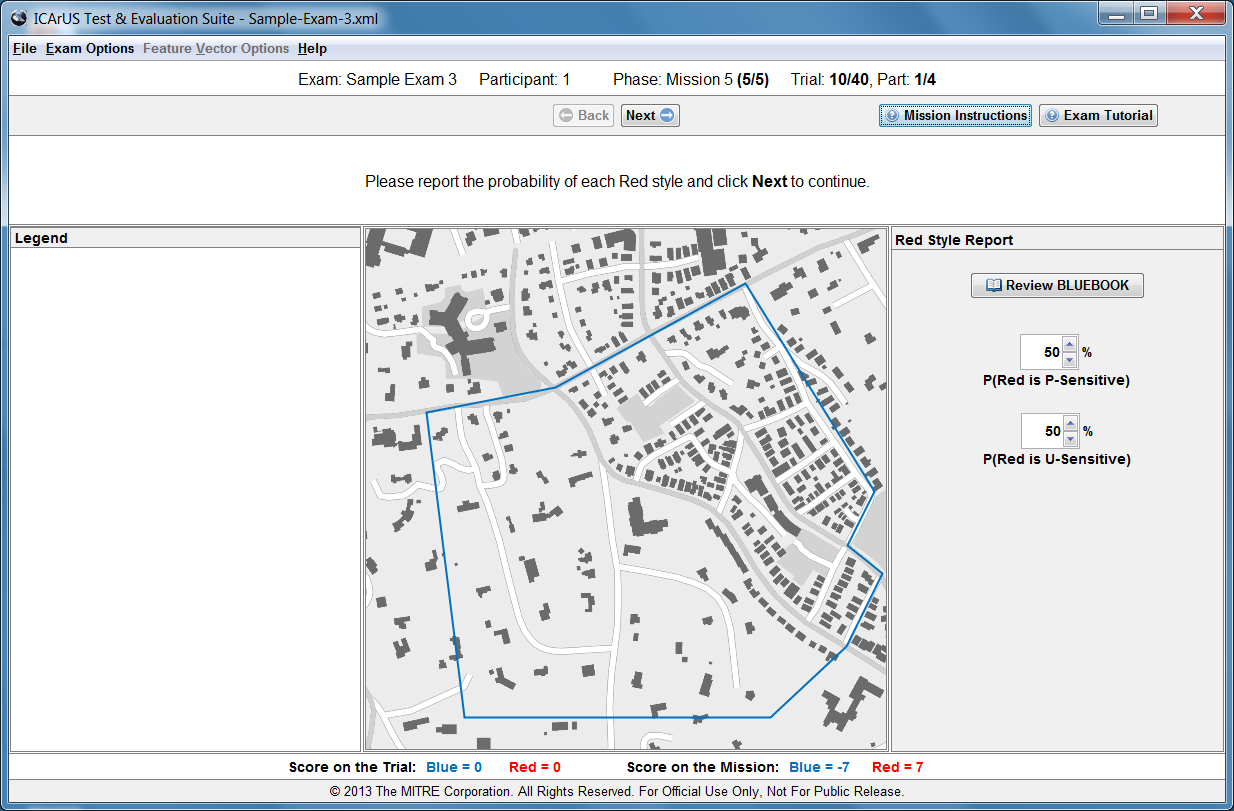 ICArUS Test & Evaluation Suite - Sample-Exam-3.xml
File Exam Options Feature Vector Options Help
Exam: Sample Exam 3 Participant: 1 Phase: Mission 5 (5/5) Trial: 10/40, Part: 1/4
Back Next Mission Instructions Exam Tutorial
Please report the probability of each Red style and click Next to continue.
Legend
Red Style Report
Review BLUEBOOK
50 %
P(Red is P-Sensitive)
50 %
P(Red is U-Sensitive)
Score on the Trial: Blue = 0 Red = 0 Score on the Mission: Blue = -7 Red = 7
© 2013 The MITRE Corporation. All Rights Reserved. For Official Use Only, Not For Public Release.